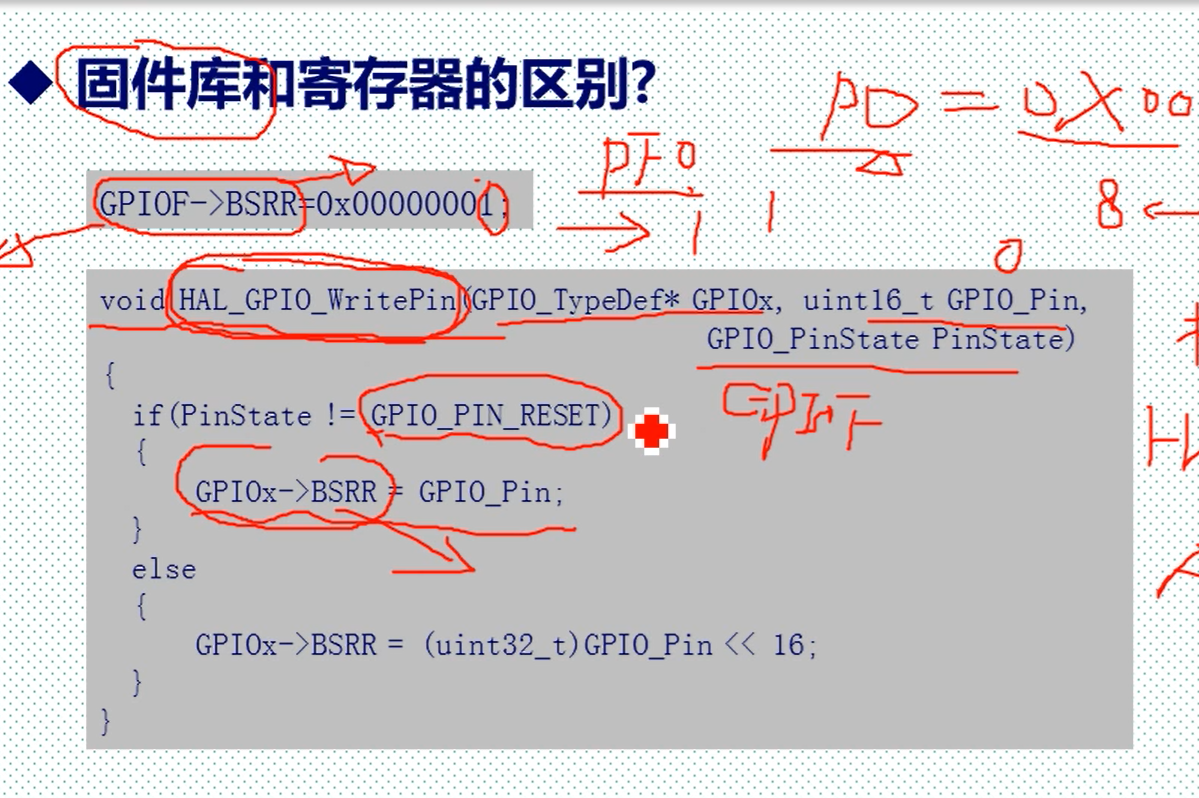 固件库和寄存器的区别?
PD = 0X00
PF0
GPIOF->BSRR=0x00000001;
1 1
8
0
void HAL_GPIO_WritePin(GPIO_TypeDef* GPIOx, uint16_t GPIO_Pin,
GPIO_PinState PinState)
{
if(PinState != GPIO_PIN_RESET)
{
GPIOx->BSRR = GPIO_Pin;
}
else
{
GPIOx->BSRR = (uint32_t)GPIO_Pin << 16;
}
}